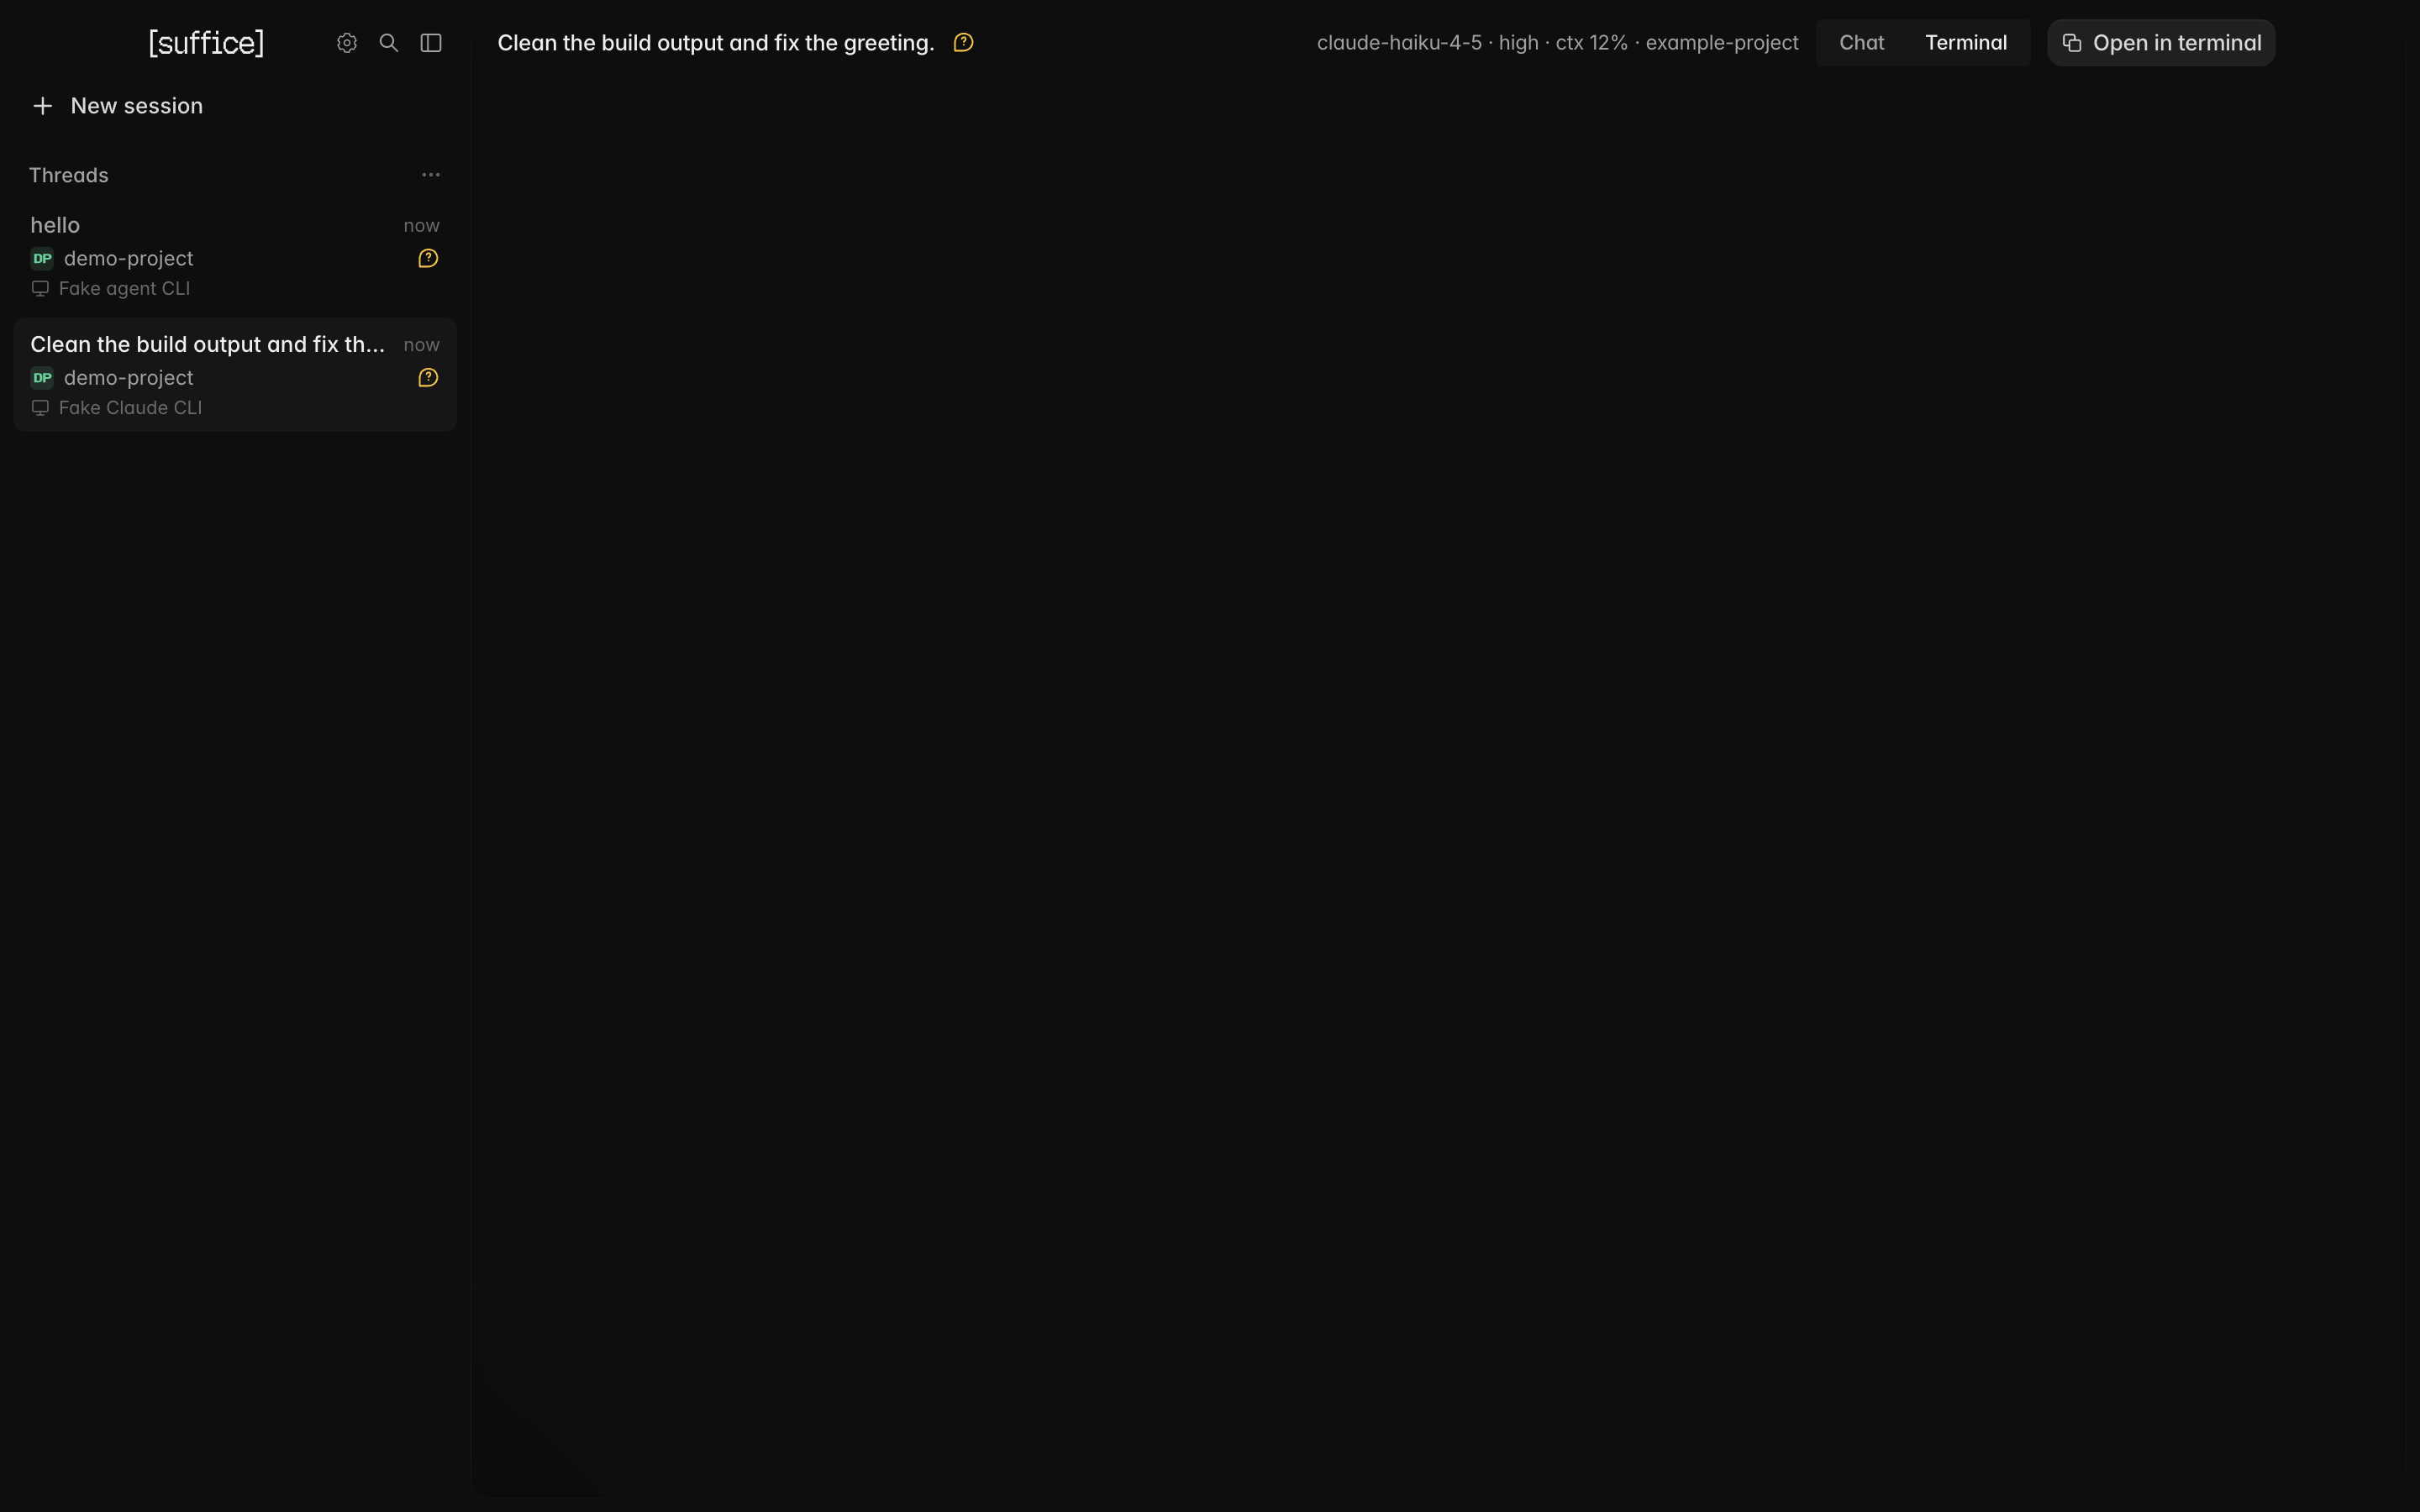 [suffice]
New session
Threads
hello now
DP demo-project
Fake agent CLI
Clean the build output and fix th... now
DP demo-project
Fake Claude CLI
Clean the build output and fix the greeting.
claude-haiku-4-5 · high · ctx 12% · example-project
Chat Terminal
Open in terminal